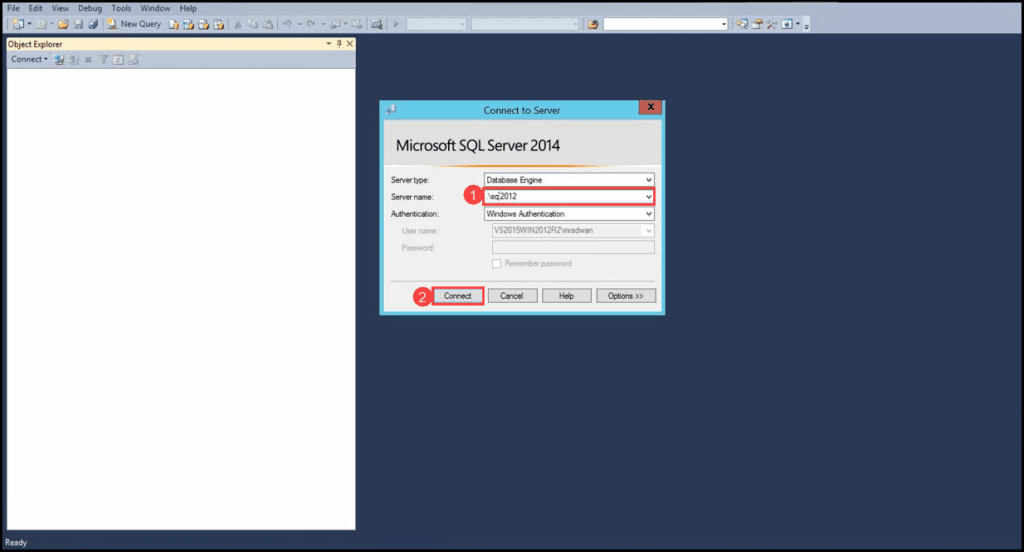 File Edit View Debug Tools Window Help
New Query
Object Explorer
Connect
Connect to Server
X
Microsoft SQL Server 2014
Server type: Database Engine
1 Server name: .\sql2012
Authentication: Windows Authentication
User name: VS2015WIN2012R2\mradwan
Password:
Remember password
2 Connect Cancel Help Options >>
Ready